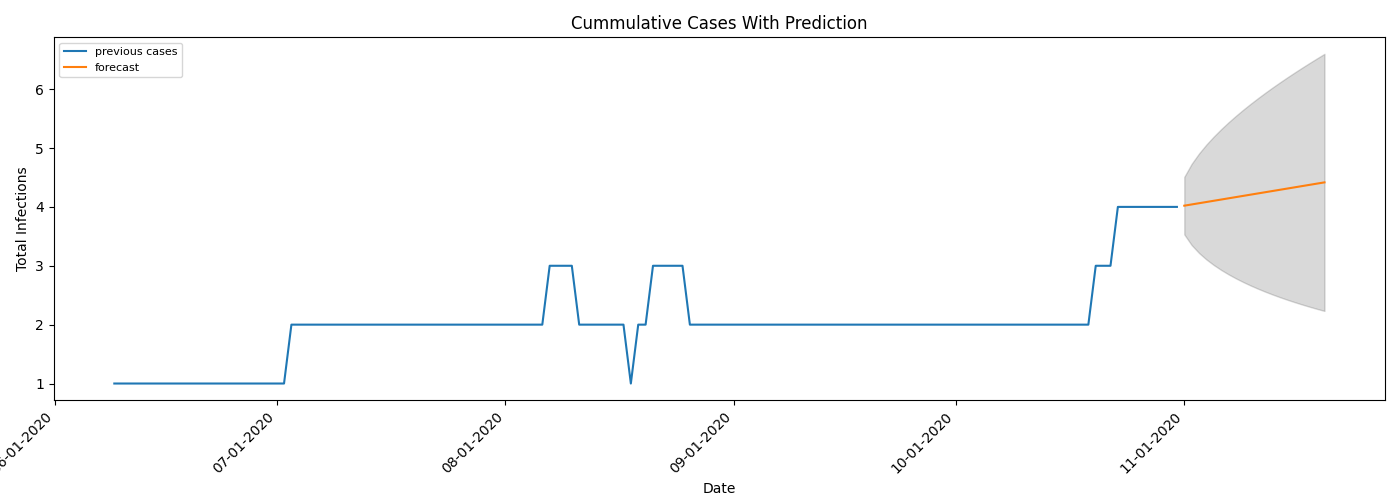 Cummulative Cases With Prediction
previous cases
forecast
Total Infections
6
5
4
3
2
1
07-01-2020
08-01-2020
09-01-2020
10-01-2020
11-01-2020
Date